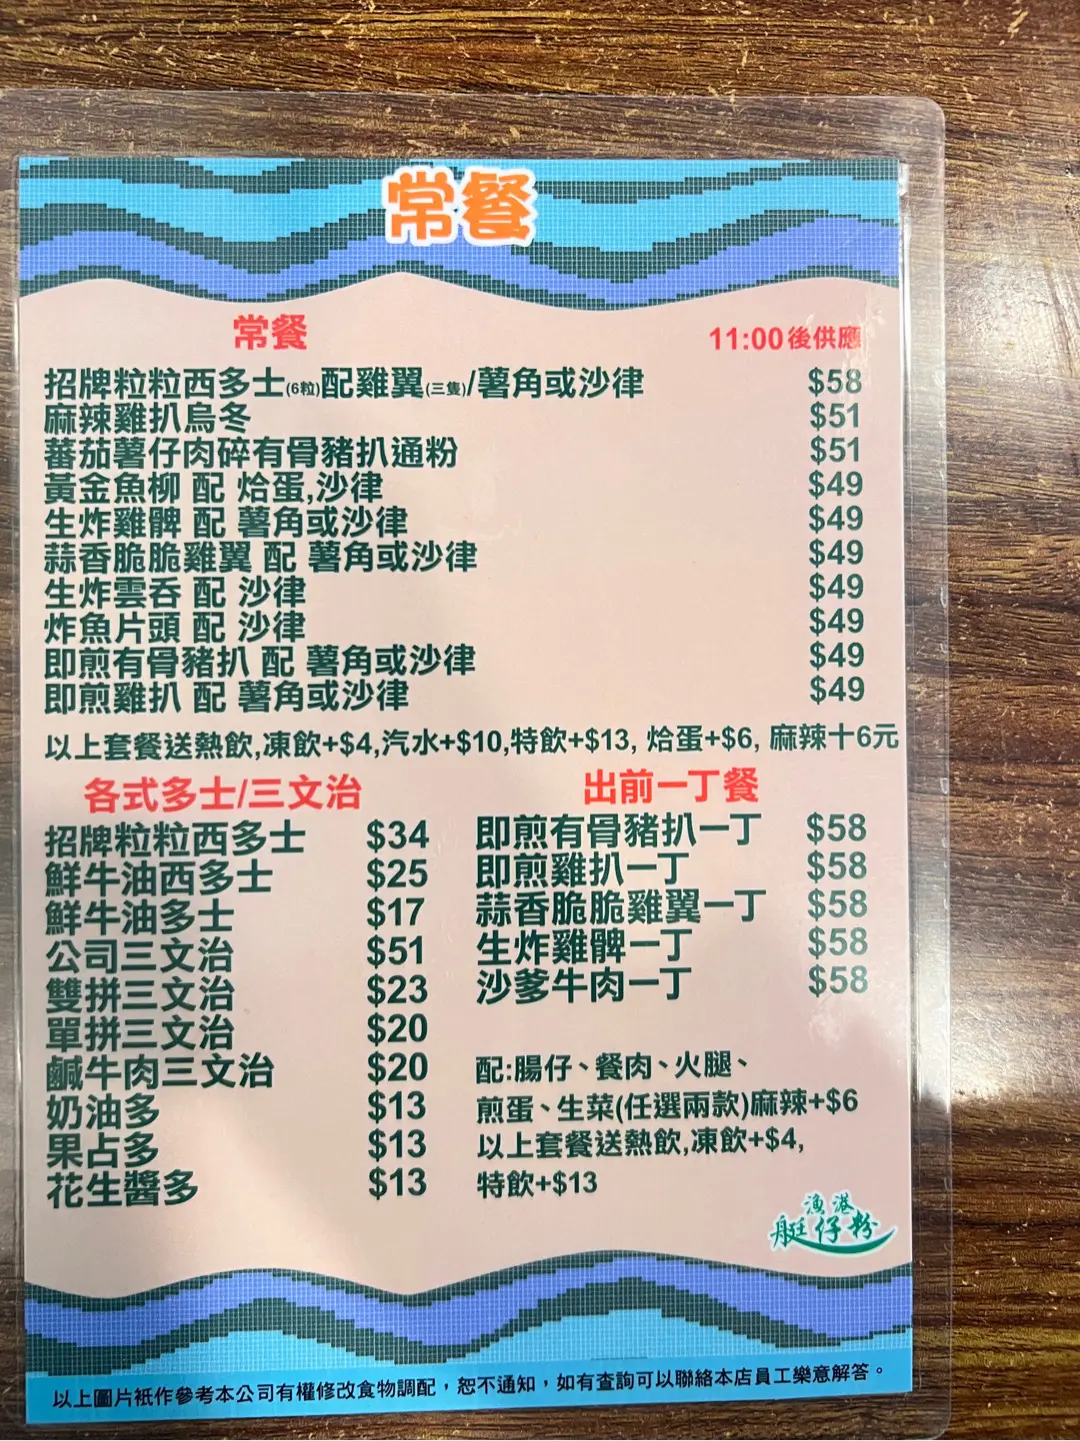 常餐
常餐 11:00後供應
招牌粒粒西多士(6粒)配雞翼(三隻)/薯角或沙律 $58
麻辣雞扒烏冬 $51
蕃茄薯仔肉碎有骨豬扒通粉 $51
黃金魚柳 配 烚蛋,沙律 $49
生炸雞髀 配 薯角或沙律 $49
蒜香脆脆雞翼 配 薯角或沙律 $49
生炸雲吞 配 沙律 $49
炸魚片頭 配 沙律 $49
即煎有骨豬扒 配 薯角或沙律 $49
即煎雞扒 配 薯角或沙律 $49
以上套餐送熱飲,凍飲+$4,汽水+$10,特飲+$13, 烚蛋+$6, 麻辣十6元
各式多士/三文治
招牌粒粒西多士 $34
鮮牛油西多士 $25
鮮牛油多士 $17
公司三文治 $51
雙拼三文治 $23
單拼三文治 $20
鹹牛肉三文治 $20
奶油多 $13
果占多 $13
花生醬多 $13
出前一丁餐
即煎有骨豬扒一丁 $58
即煎雞扒一丁 $58
蒜香脆脆雞翼一丁 $58
生炸雞髀一丁 $58
沙爹牛肉一丁 $58
配:腸仔、餐肉、火腿、
煎蛋、生菜(任選兩款)麻辣+$6
以上套餐送熱飲,凍飲+$4,
特飲+$13
漁港
艇仔粉
以上圖片衹作參考本公司有權修改食物調配，恕不通知，如有查詢可以聯絡本店員工樂意解答。